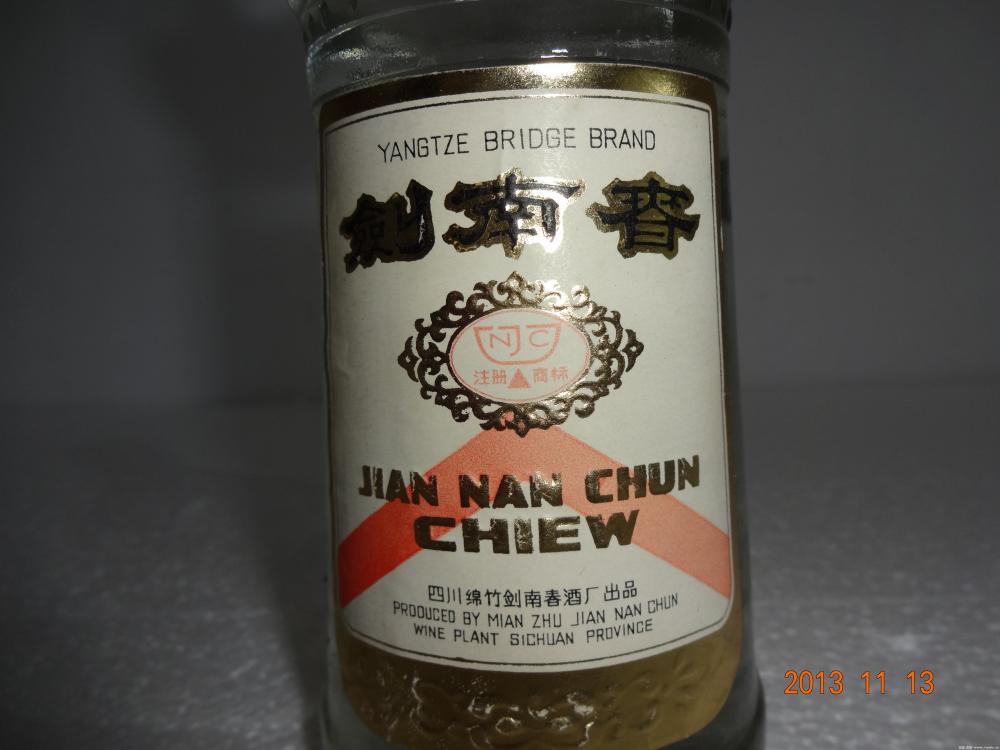 YANGTZE BRIDGE BRAND
劍南春
NJC
注册 商标
JIAN NAN CHUN
CHIEW
四川绵竹剑南春酒厂出品
PRODUCED BY MIAN ZHU JIAN NAN CHUN
WINE PLANT SICHUAN PROVINCE
2013 11 13